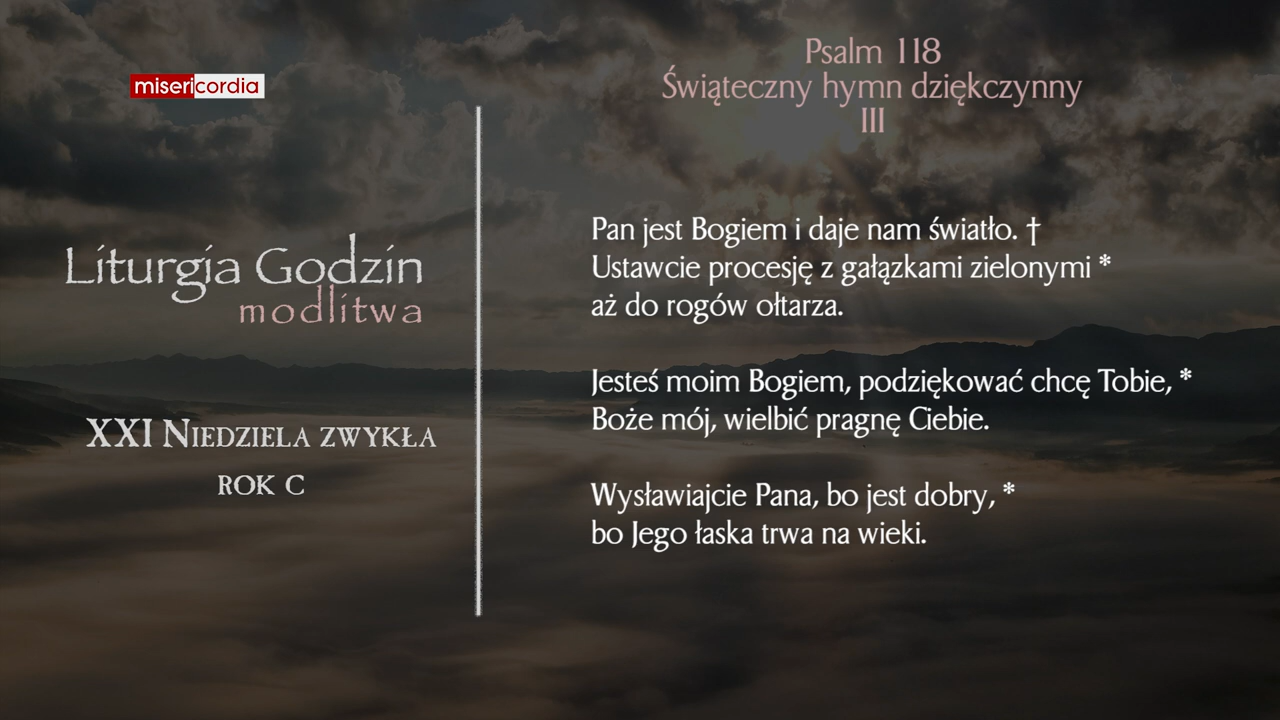 misericordia
Liturgia Godzin
modlitwa
XXI Niedziela zwykła
rok C
Psalm 118
Świąteczny hymn dziękczynny
III
Pan jest Bogiem i daje nam światło. †
Ustawcie procesję z gałązkami zielonymi *
aż do rogów ołtarza.
Jesteś moim Bogiem, podziękować chcę Tobie, *
Boże mój, wielbić pragnę Ciebie.
Wysławiajcie Pana, bo jest dobry, *
bo Jego łaska trwa na wieki.